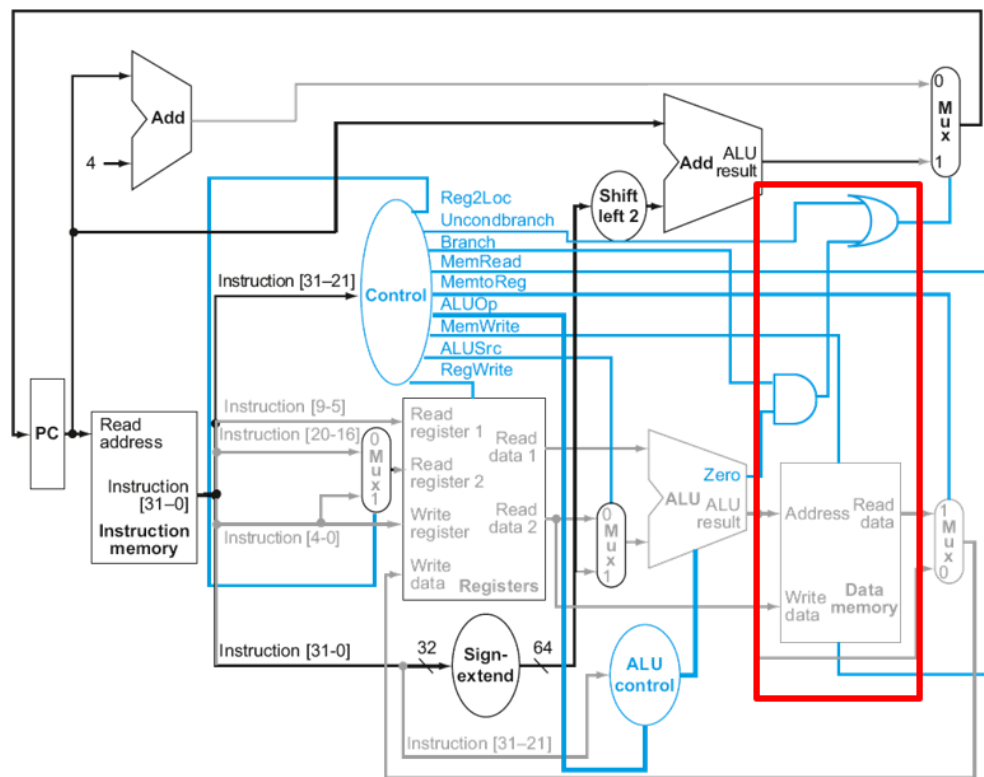 Add
4
Add
ALU
result
0
Mux
1
Shift
left 2
Reg2Loc
Uncondbranch
Branch
MemRead
MemtoReg
ALUOp
MemWrite
ALUSrc
RegWrite
Instruction [31–21]
Control
PC
Read
address
Instruction
[31–0]
Instruction
memory
Instruction [9-5]
Instruction [20-16]
Instruction [4-0]
0
Mux
1
Read
register 1
Read
register 2
Write
register
Write
data
Read
data 1
Read
data 2
Registers
0
Mux
1
Zero
ALU
ALU
result
Address
Read
data
Write
data
Data
memory
1
Mux
0
Instruction [31-0]
32
Sign-
extend
64
ALU
control
Instruction [31–21]